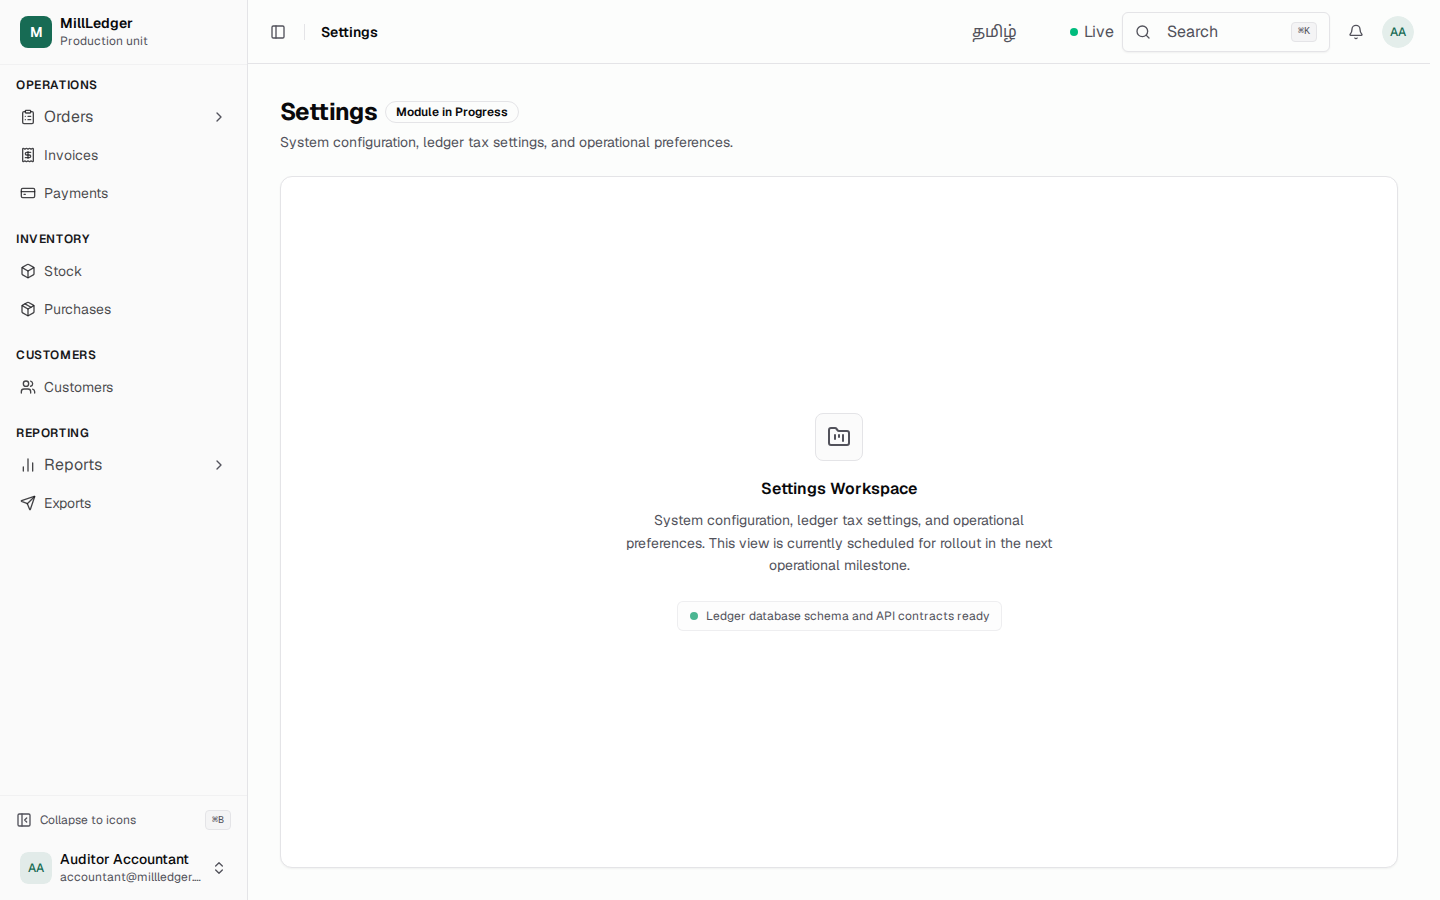 MillLedger
Production unit
OPERATIONS
Orders
Invoices
Payments
INVENTORY
Stock
Purchases
CUSTOMERS
Customers
REPORTING
Reports
Exports
Collapse to icons
⌘B
AA
Auditor Accountant
accountant@millledger....
M
Settings
தமிழ்
Live
Search
⌘K
AA
Settings
Module in Progress
System configuration, ledger tax settings, and operational preferences.
Settings Workspace
System configuration, ledger tax settings, and operational
preferences. This view is currently scheduled for rollout in the next
operational milestone.
Ledger database schema and API contracts ready